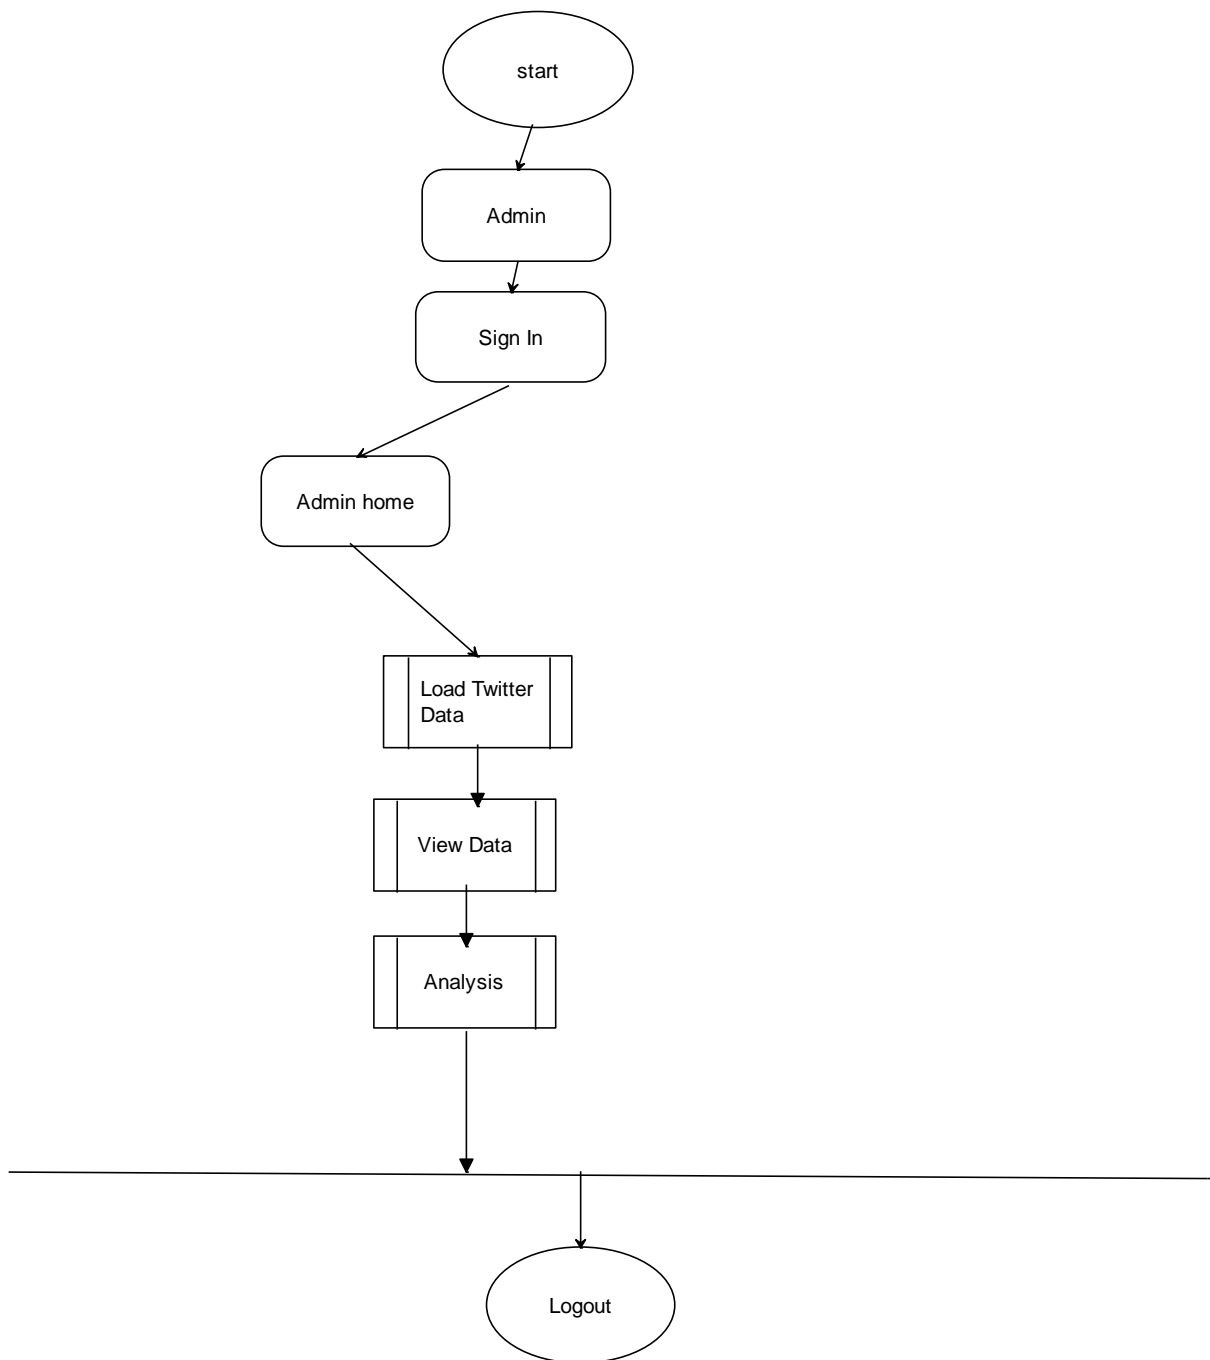 start
Admin
Sign In
Admin home
Load Twitter
Data
View Data
Analysis
Logout